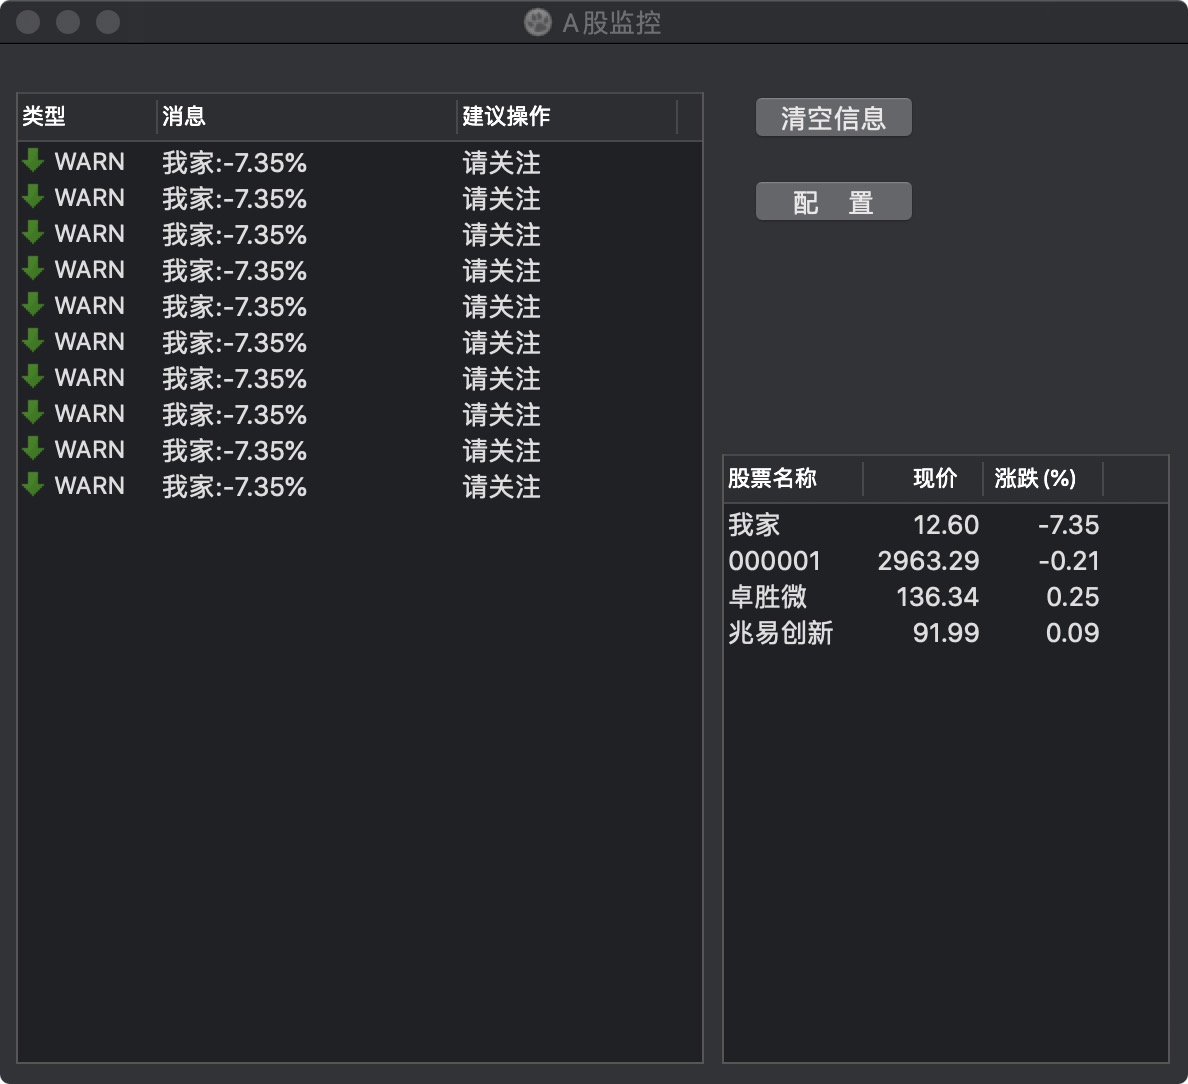 A股监控
类型 消息 建议操作
WARN 我家:-7.35% 请关注
WARN 我家:-7.35% 请关注
WARN 我家:-7.35% 请关注
WARN 我家:-7.35% 请关注
WARN 我家:-7.35% 请关注
WARN 我家:-7.35% 请关注
WARN 我家:-7.35% 请关注
WARN 我家:-7.35% 请关注
WARN 我家:-7.35% 请关注
WARN 我家:-7.35% 请关注
清空信息
配 置
股票名称 现价 涨跌(%)
我家 12.60 -7.35
000001 2963.29 -0.21
卓胜微 136.34 0.25
兆易创新 91.99 0.09